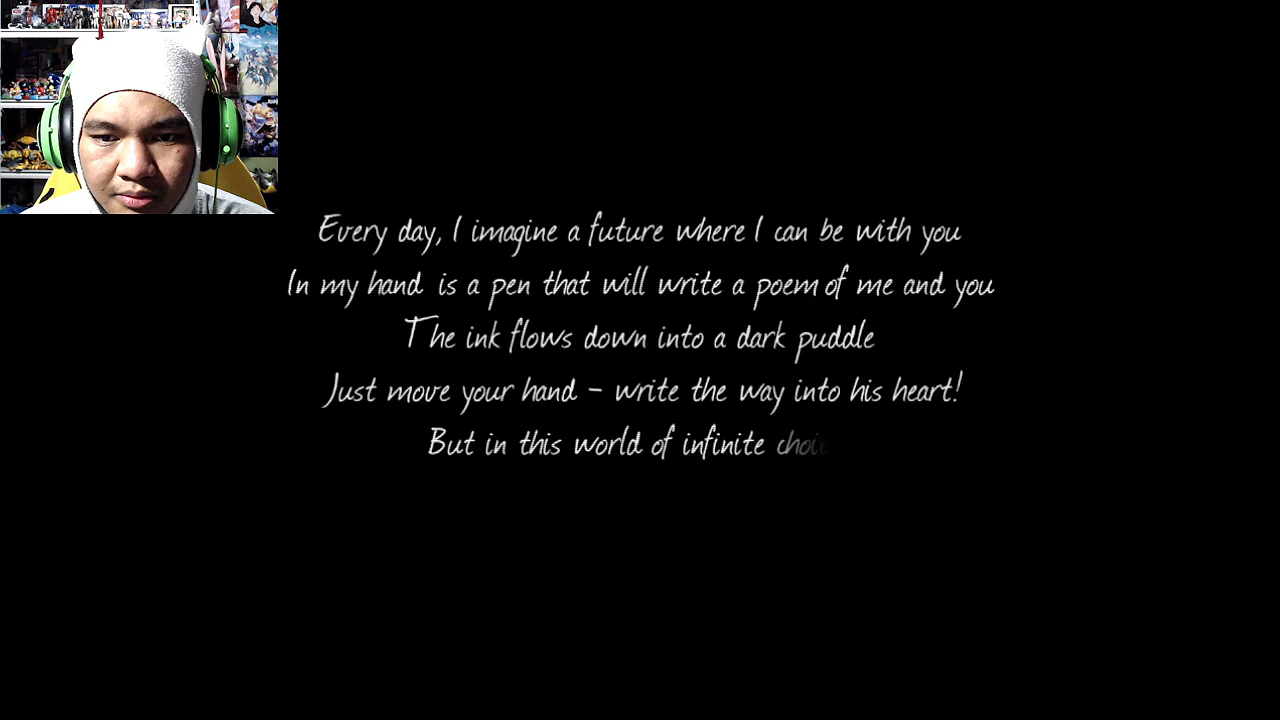 Every day, I imagine a future where I can be with you
In my hand is a pen that will write a poem of me and you
The ink flows down into a dark puddle
Just move your hand – write the way into his heart!
But in this world of infinite